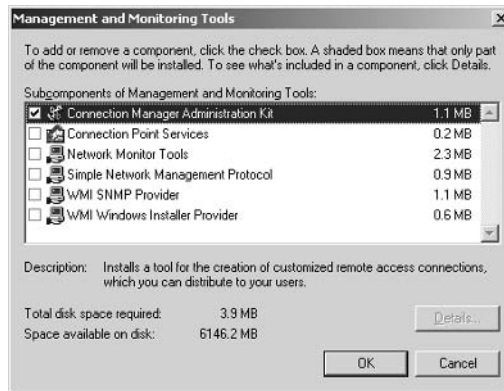 Management and Monitoring Tools
To add or remove a component, click the check box. A shaded box means that only part
of the component will be installed. To see what's included in a component, click Details.
Subcomponents of Management and Monitoring Tools:
Connection Manager Administration Kit 1.1 MB
Connection Point Services 0.2 MB
Network Monitor Tools 2.3 MB
Simple Network Management Protocol 0.9 MB
WMI SNMP Provider 1.1 MB
WMI Windows Installer Provider 0.6 MB
Description: Installs a tool for the creation of customized remote access connections,
which you can distribute to your users.
Total disk space required: 3.9 MB
Space available on disk: 6146.2 MB
Details...
OK Cancel